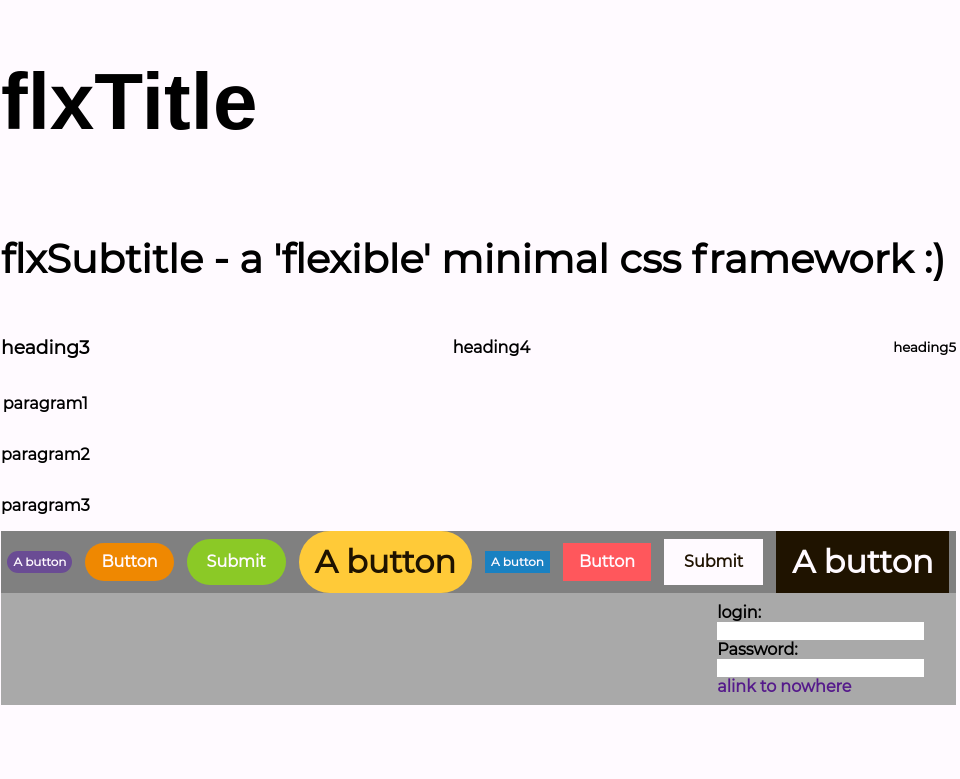 flxTitle
flxSubtitle - a 'flexible' minimal css framework :)
heading3 heading4 heading5
paragram1
paragram2
paragram3
A button Button Submit A button A button Button Submit A button
login:
Password:
alink to nowhere